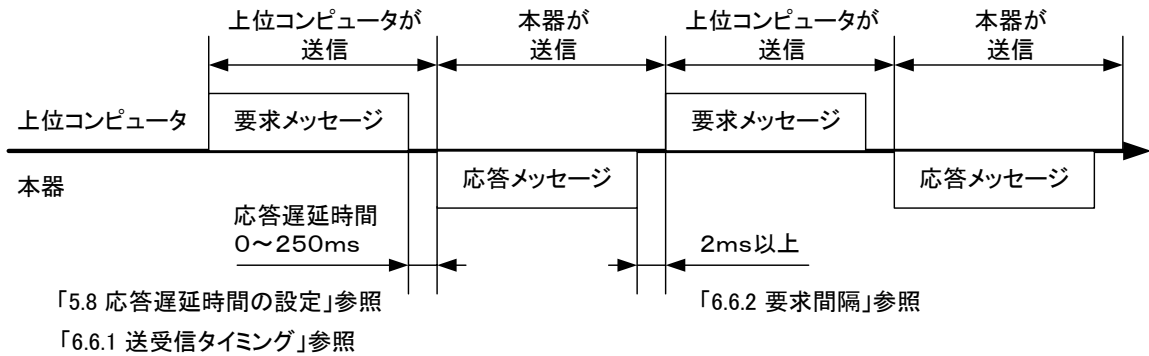 上位コンピュータが
送信
本器が
送信
上位コンピュータが
送信
本器が
送信
上位コンピュータ
要求メッセージ
要求メッセージ
本器
応答メッセージ
応答メッセージ
応答遅延時間
0～250ms
2ms以上
「5.8 応答遅延時間の設定」参照
「6.6.2 要求間隔」参照
「6.6.1 送受信タイミング」参照